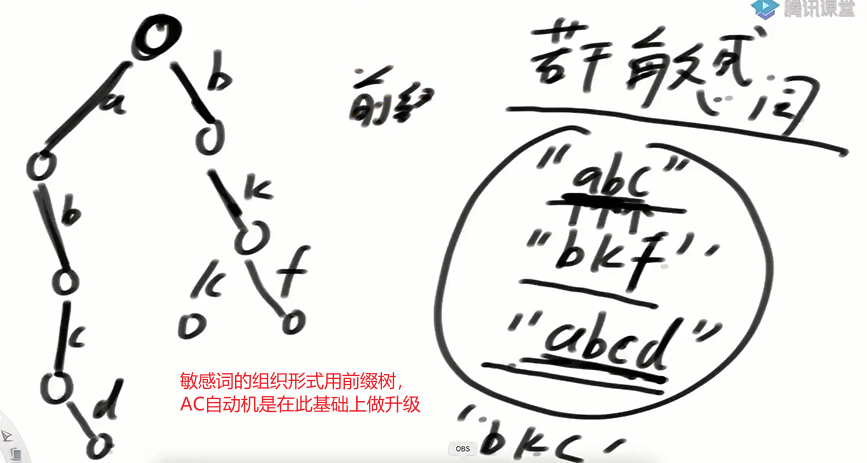 腾讯课堂
若干敏感词
前缀
a
b
b
k
k
f
c
d
"abc"
"bkf"
"abcd"
"bkc"
敏感词的组织形式用前缀树，
AC自动机是在此基础上做升级
OBS